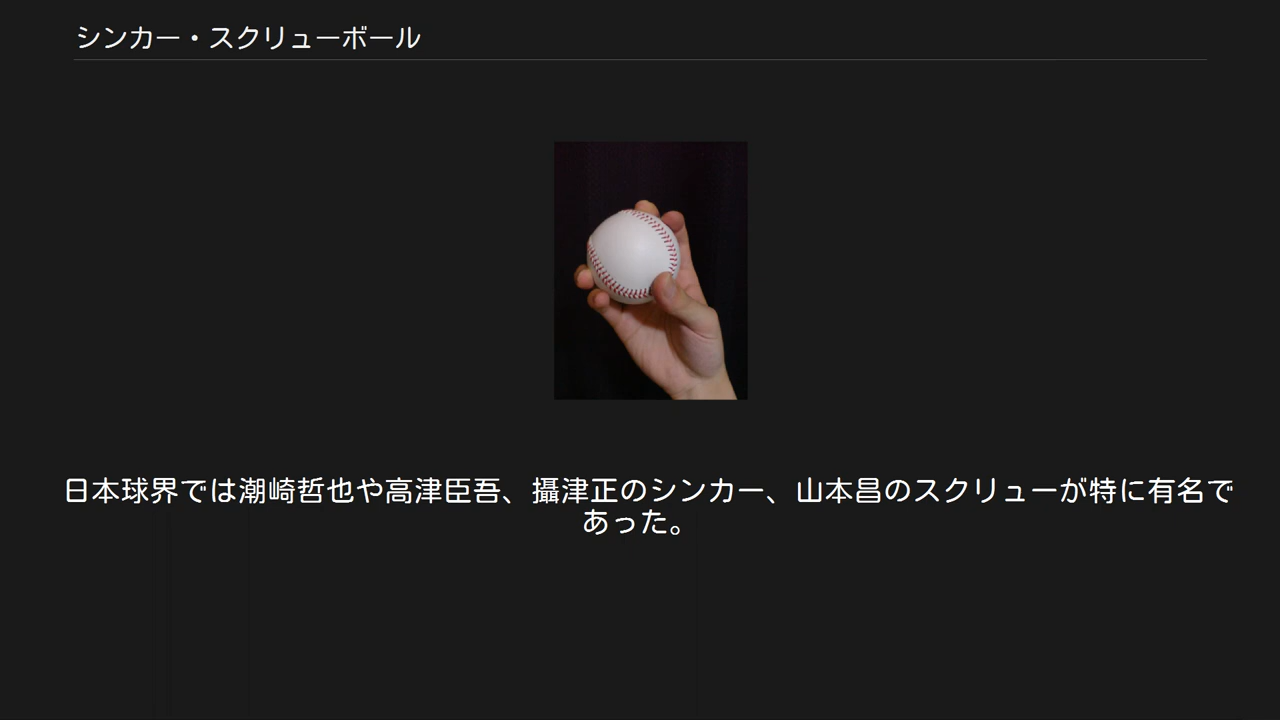 シンカー・スクリューボール
日本球界では潮崎哲也や高津臣吾、攝津正のシンカー、山本昌のスクリューが特に有名で
あった。